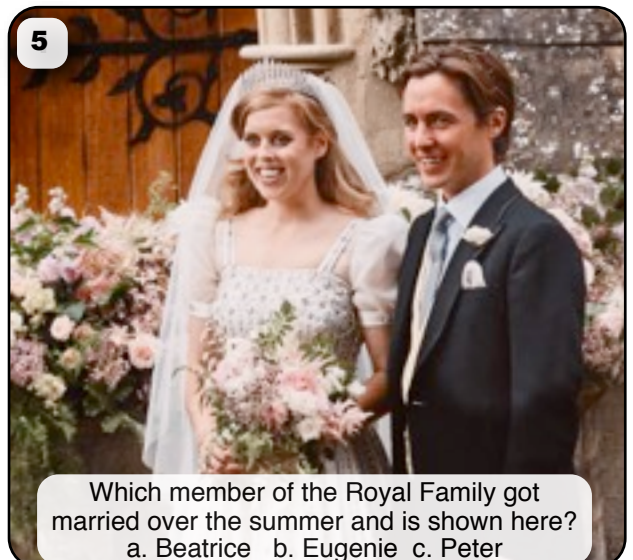 5
Which member of the Royal Family got
married over the summer and is shown here?
a. Beatrice b. Eugenie c. Peter